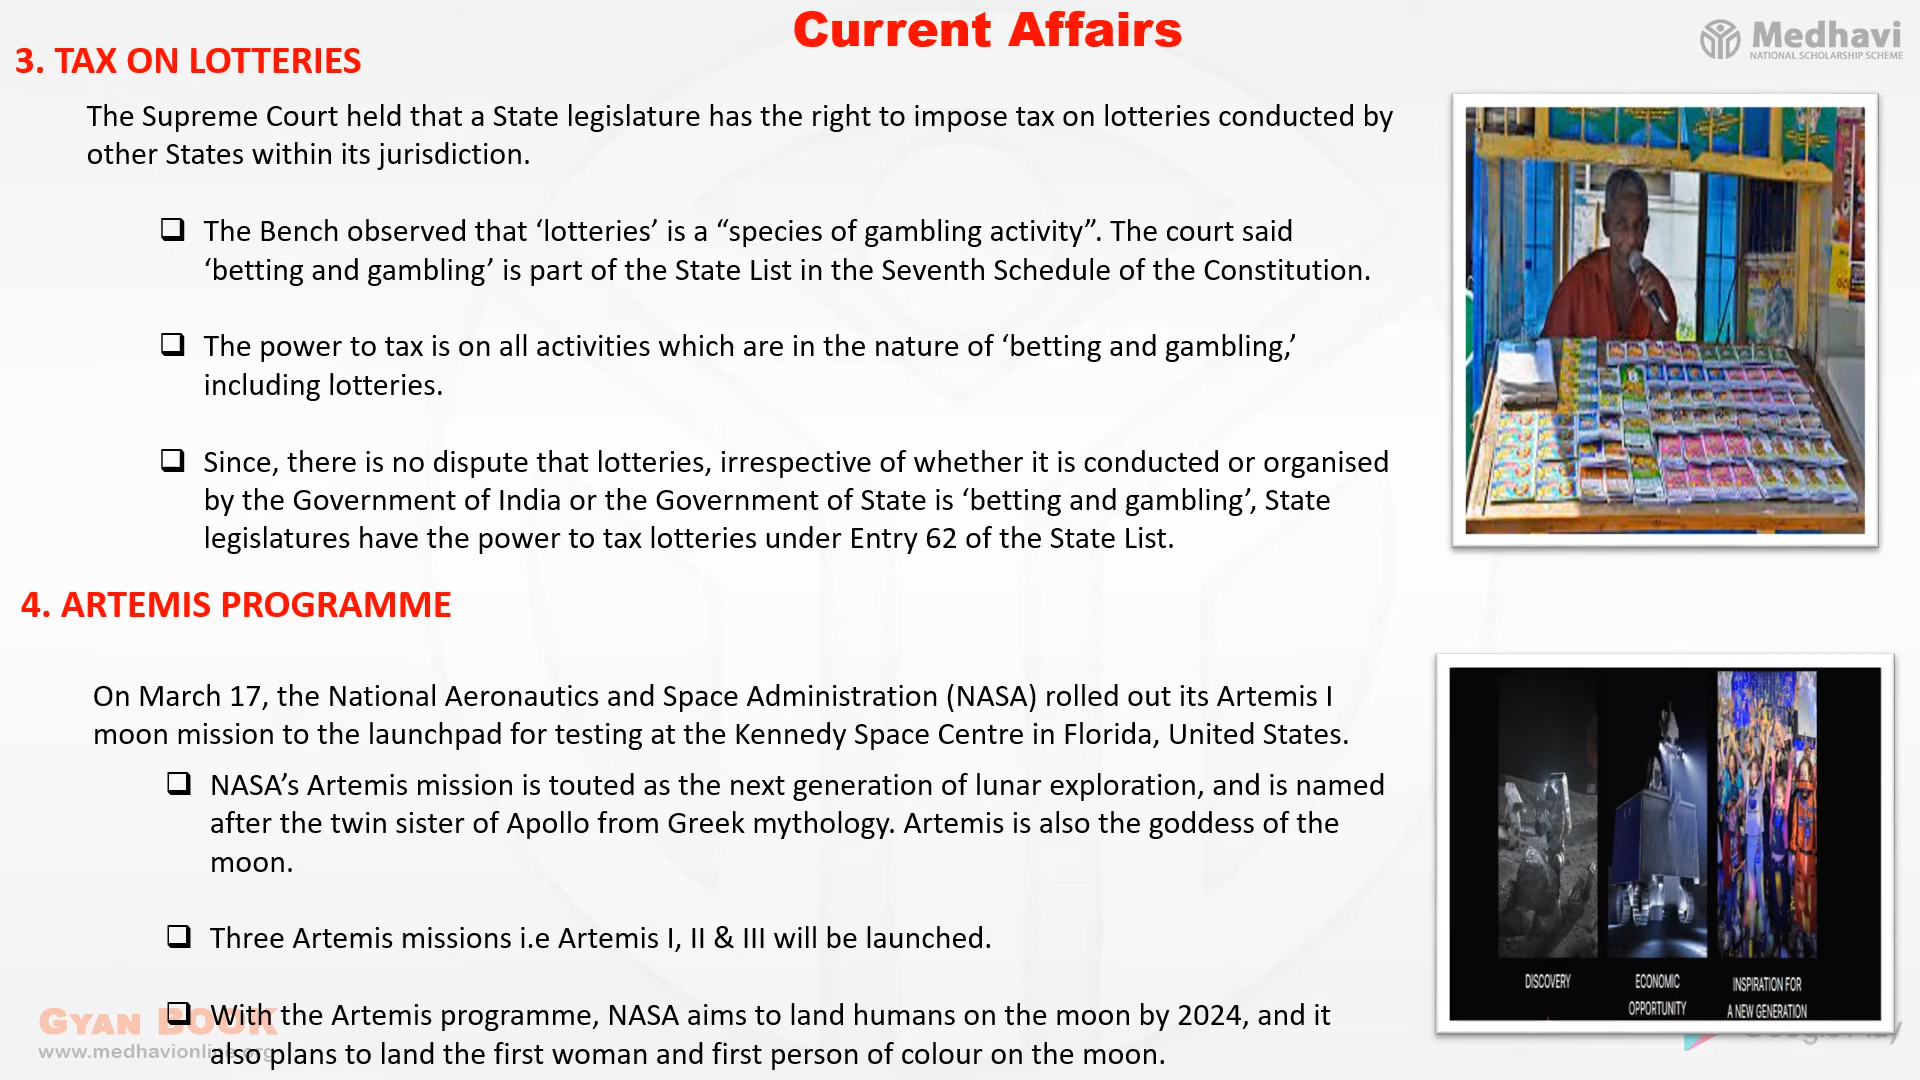 Current Affairs
Medhavi
NATIONAL SCHOLARSHIP SCHEME
3. TAX ON LOTTERIES
The Supreme Court held that a State legislature has the right to impose tax on lotteries conducted by
other States within its jurisdiction.
❑ The Bench observed that ‘lotteries’ is a “species of gambling activity”. The court said
‘betting and gambling’ is part of the State List in the Seventh Schedule of the Constitution.
❑ The power to tax is on all activities which are in the nature of ‘betting and gambling,’
including lotteries.
❑ Since, there is no dispute that lotteries, irrespective of whether it is conducted or organised
by the Government of India or the Government of State is ‘betting and gambling’, State
legislatures have the power to tax lotteries under Entry 62 of the State List.
4. ARTEMIS PROGRAMME
On March 17, the National Aeronautics and Space Administration (NASA) rolled out its Artemis I
moon mission to the launchpad for testing at the Kennedy Space Centre in Florida, United States.
❑ NASA’s Artemis mission is touted as the next generation of lunar exploration, and is named
after the twin sister of Apollo from Greek mythology. Artemis is also the goddess of the
moon.
❑ Three Artemis missions i.e Artemis I, II & III will be launched.
❑ With the Artemis programme, NASA aims to land humans on the moon by 2024, and it
also plans to land the first woman and first person of colour on the moon.
DISCOVERY
ECONOMIC
OPPORTUNITY
INSPIRATION FOR
A NEW GENERATION
GYAN BOOK
www.medhavionline.org